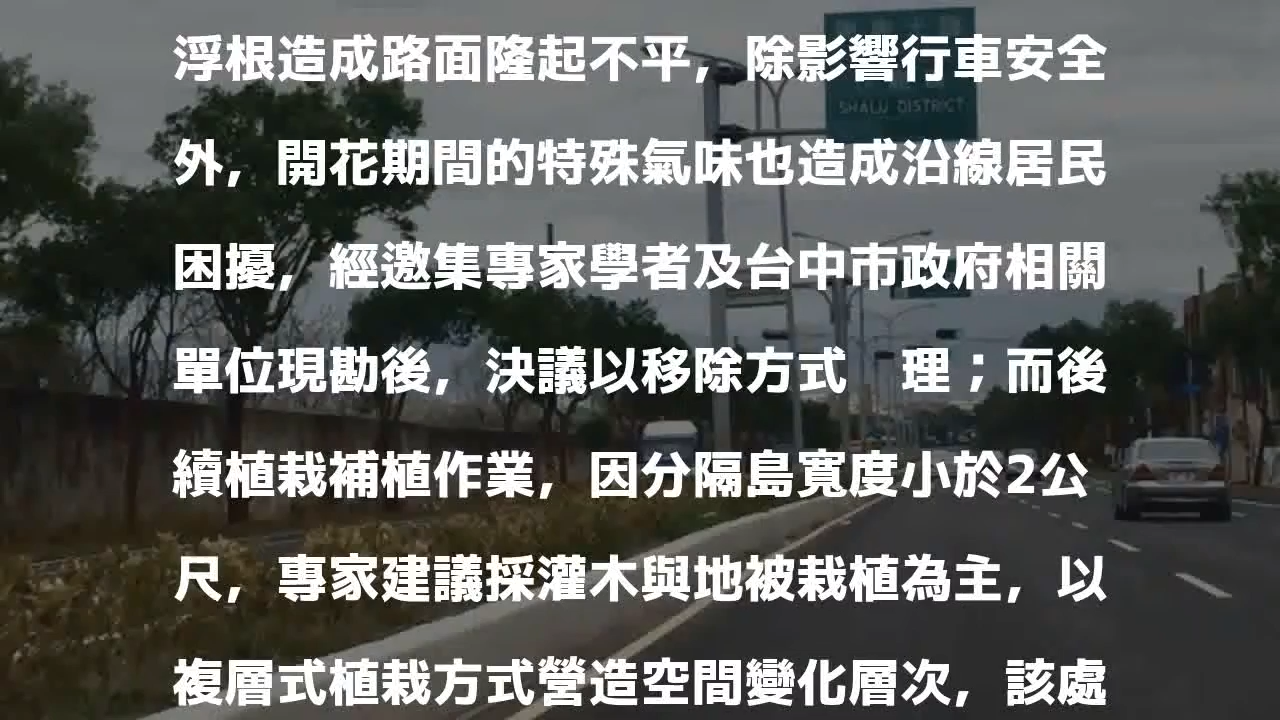 浮根造成路面隆起不平，除影響行車安全
SHALU DISTRICT
外，開花期間的特殊氣味也造成沿線居民
困擾，經邀集專家學者及台中市政府相關
單位現勘後，決議以移除方式　理；而後
續植栽補植作業，因分隔島寬度小於2公
尺，專家建議採灌木與地被栽植為主，以
複層式植栽方式營造空間變化層次，該處